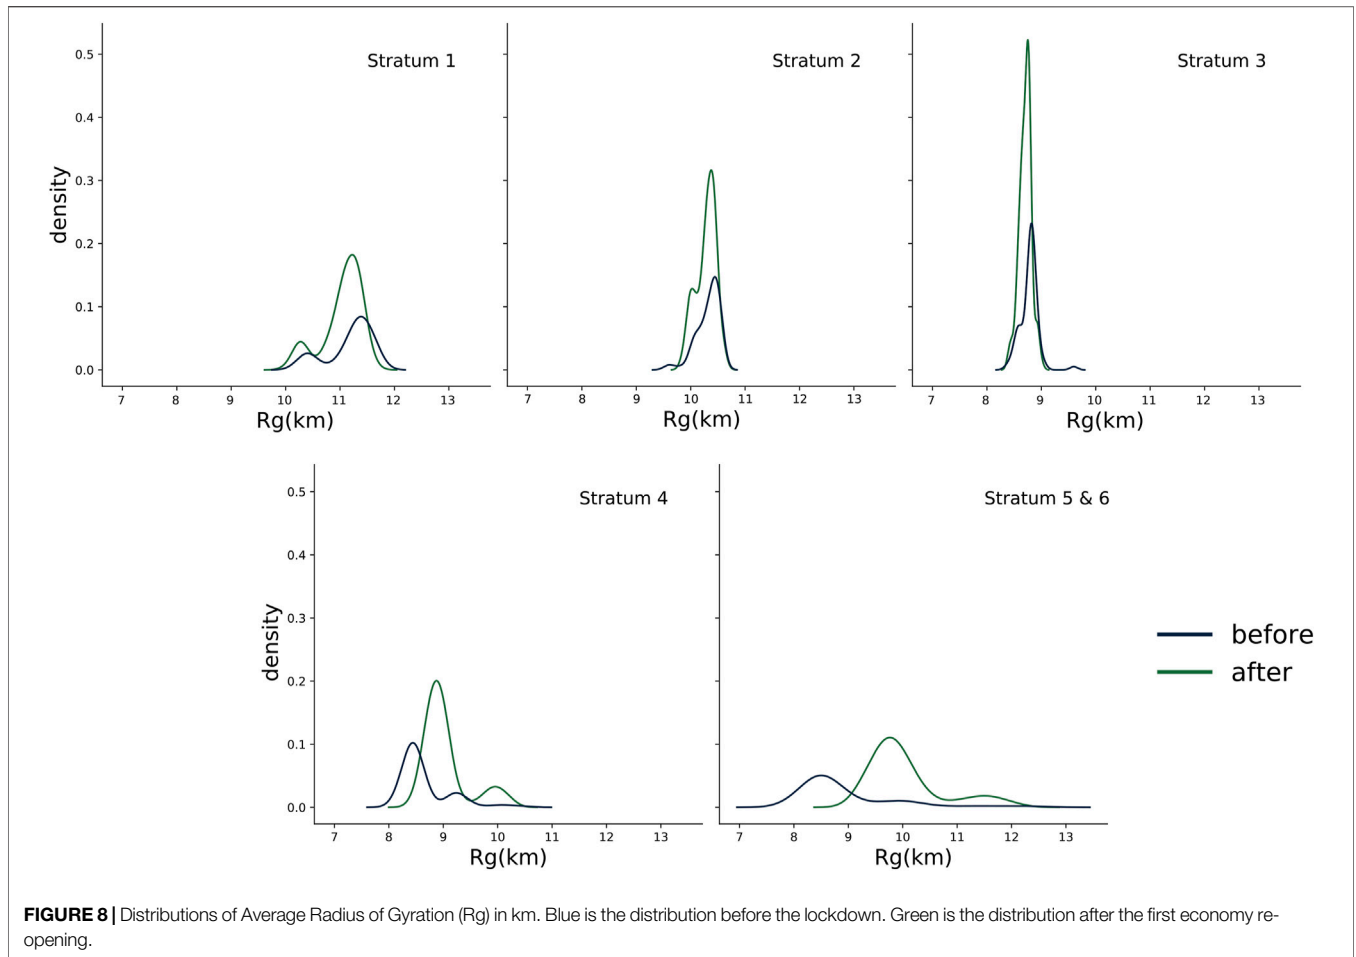 Stratum 1
Stratum 2
Stratum 3
density
0.5
0.4
0.3
0.2
0.1
0.0
7 8 9 10 11 12 13
7 8 9 10 11 12 13
7 8 9 10 11 12 13
Rg(km)
Rg(km)
Rg(km)
Stratum 4
Stratum 5 & 6
density
0.5
0.4
0.3
0.2
0.1
0.0
7 8 9 10 11 12 13
7 8 9 10 11 12 13
Rg(km)
Rg(km)
before
after
FIGURE 8 | Distributions of Average Radius of Gyration (Rg) in km. Blue is the distribution before the lockdown. Green is the distribution after the first economy re-
opening.